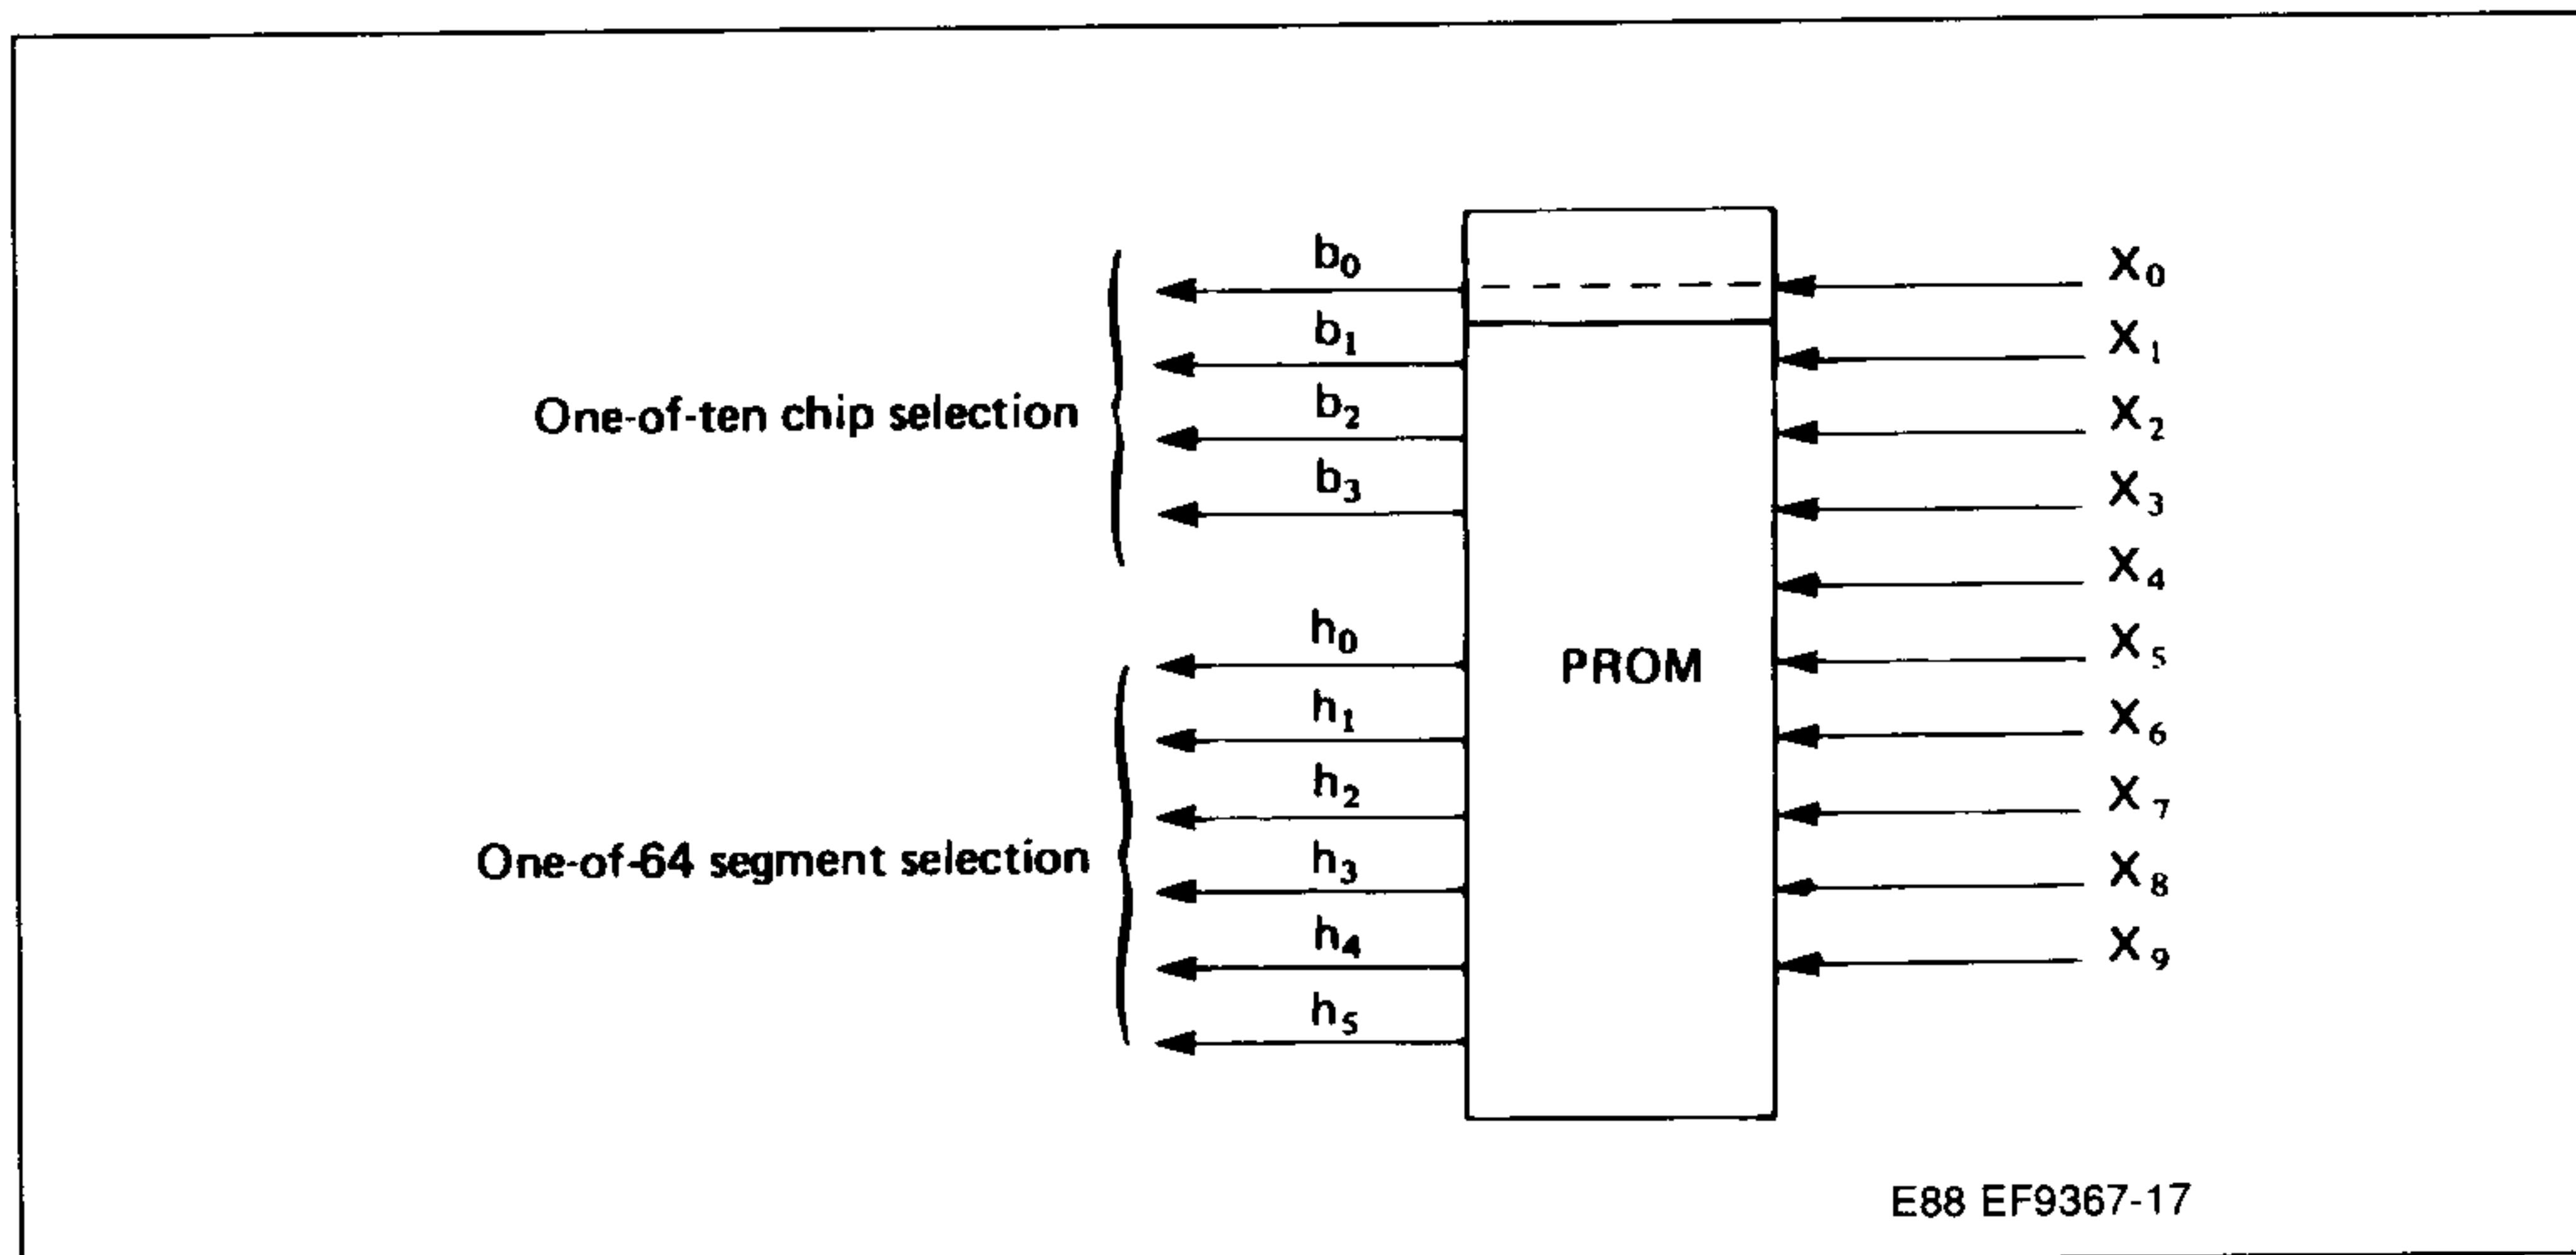 b₀ X₀
b₁ X₁
One-of-ten chip selection b₂ X₂
b₃ X₃
X₄
h₀ PROM X₅
h₁ X₆
h₂ X₇
One-of-64 segment selection h₃ X₈
h₄ X₉
h₅
E88 EF9367-17